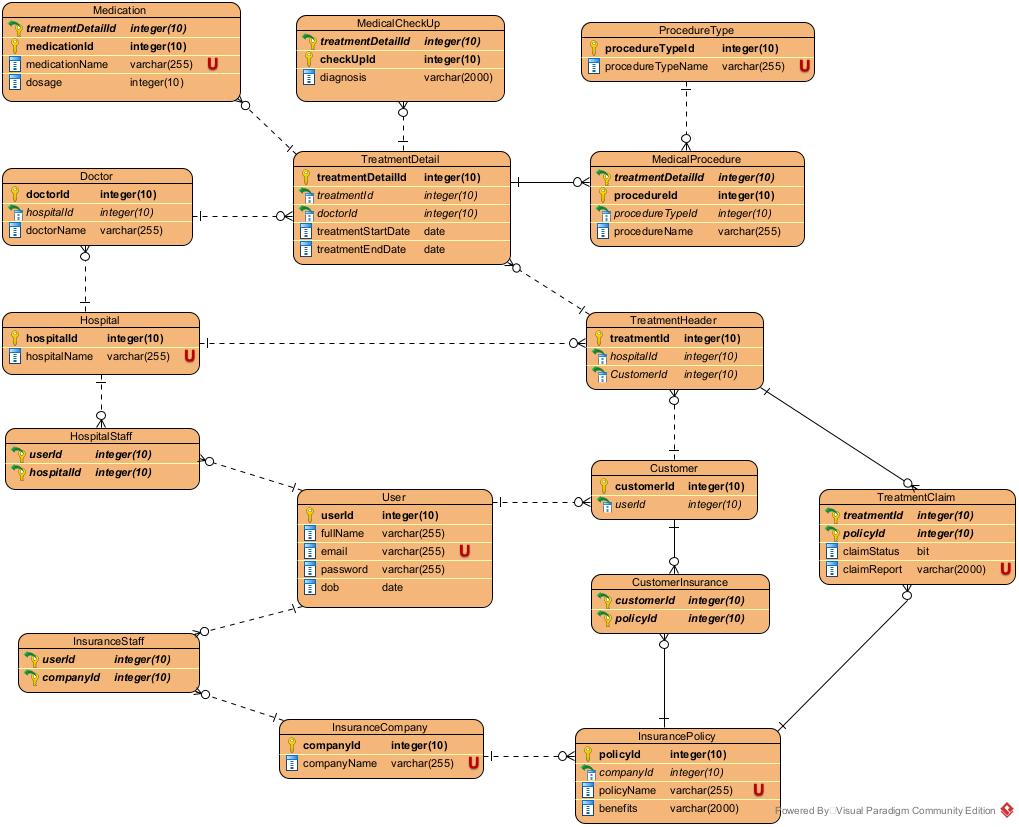 Medication
treatmentDetailId integer(10)
medicationId integer(10)
medicationName varchar(255) U
dosage integer(10)
MedicalCheckUp
treatmentDetailId integer(10)
checkUpId integer(10)
diagnosis varchar(2000)
ProcedureType
procedureTypeId integer(10)
procedureTypeName varchar(255) U
Doctor
doctorId integer(10)
hospitalId integer(10)
doctorName varchar(255)
TreatmentDetail
treatmentDetailId integer(10)
treatmentId integer(10)
doctorId integer(10)
treatmentStartDate date
treatmentEndDate date
MedicalProcedure
treatmentDetailId integer(10)
procedureId integer(10)
procedureTypeId integer(10)
procedureName varchar(255)
Hospital
hospitalId integer(10)
hospitalName varchar(255) U
TreatmentHeader
treatmentId integer(10)
hospitalId integer(10)
CustomerId integer(10)
HospitalStaff
userId integer(10)
hospitalId integer(10)
User
userId integer(10)
fullName varchar(255)
email varchar(255) U
password varchar(255)
dob date
Customer
customerId integer(10)
userId integer(10)
TreatmentClaim
treatmentId integer(10)
policyId integer(10)
claimStatus bit
claimReport varchar(2000) U
CustomerInsurance
customerId integer(10)
policyId integer(10)
InsuranceStaff
userId integer(10)
companyId integer(10)
InsuranceCompany
companyId integer(10)
companyName varchar(255) U
InsurancePolicy
policyId integer(10)
companyId integer(10)
policyName varchar(255) U
benefits varchar(2000)
Powered By Visual Paradigm Community Edition